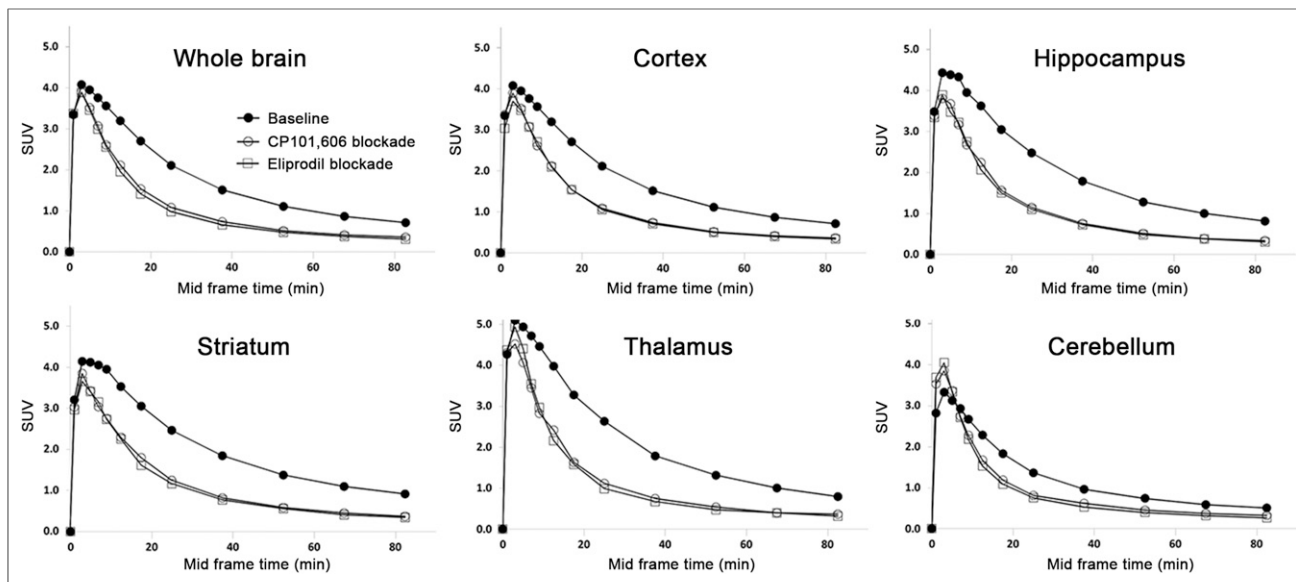 Whole brain
5.0
4.0
3.0
2.0
1.0
0.0
SUV
Baseline
CP101,606 blockade
Eliprodil blockade
0 20 40 60 80
Mid frame time (min)
Cortex
5.0
4.0
3.0
2.0
1.0
0.0
SUV
0 20 40 60 80
Mid frame time (min)
Hippocampus
5.0
4.0
3.0
2.0
1.0
0.0
SUV
0 20 40 60 80
Mid frame time (min)
Striatum
5.0
4.0
3.0
2.0
1.0
0.0
SUV
0 20 40 60 80
Mid frame time (min)
Thalamus
5.0
4.0
3.0
2.0
1.0
0.0
SUV
0 20 40 60 80
Mid frame time (min)
Cerebellum
5.0
4.0
3.0
2.0
1.0
0.0
SUV
0 20 40 60 80
Mid frame time (min)